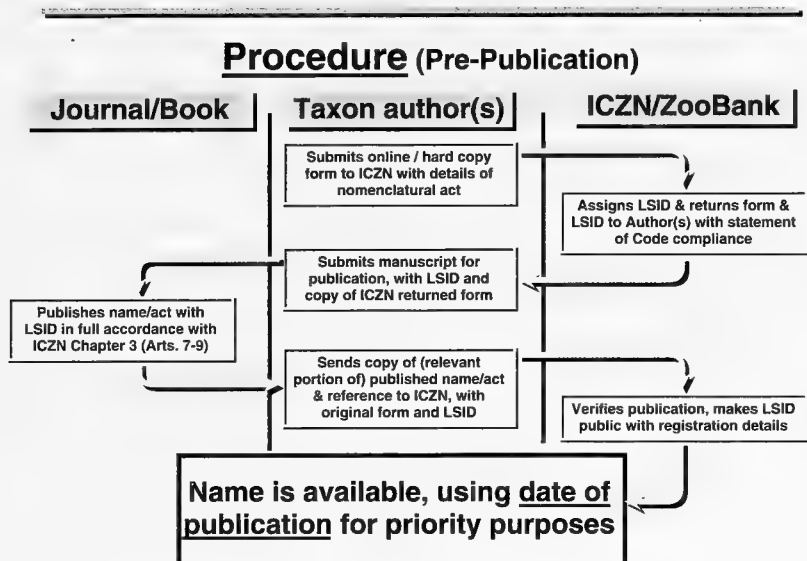 Procedure (Pre-Publication)
Journal/Book
Taxon author(s)
ICZN/ZooBank
Submits online / hard copy
form to ICZN with details of
nomenclatural act
Assigns LSID & returns form &
LSID to Author(s) with statement
of Code compliance
Submits manuscript for
publication, with LSID and
copy of ICZN returned form
Publishes name/act with
LSID in full accordance with
ICZN Chapter 3 (Arts. 7-9)
Sends copy of (relevant
portion of) published name/act
& reference to ICZN, with
original form and LSID
Verifies publication, makes LSID
public with registration details
Name is available, using date of
publication for priority purposes